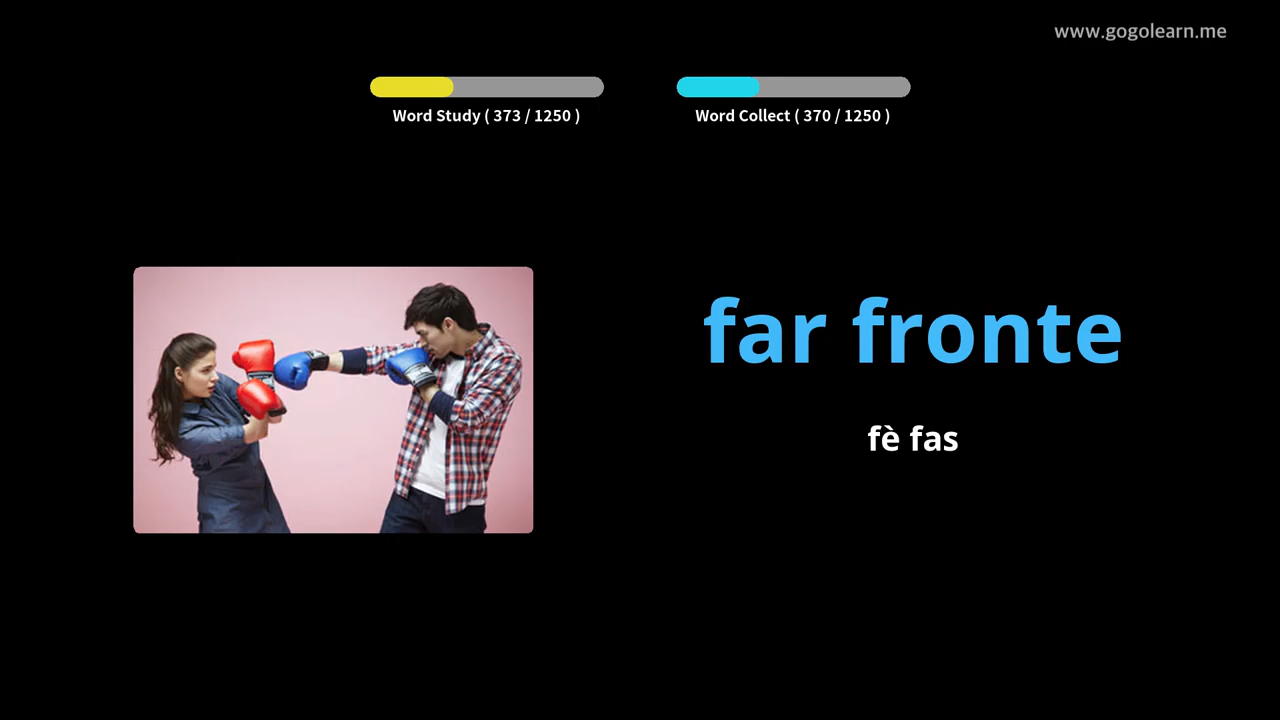 www.gogolearn.me
Word Study ( 373 / 1250 )
Word Collect ( 370 / 1250 )
far fronte
fè fas